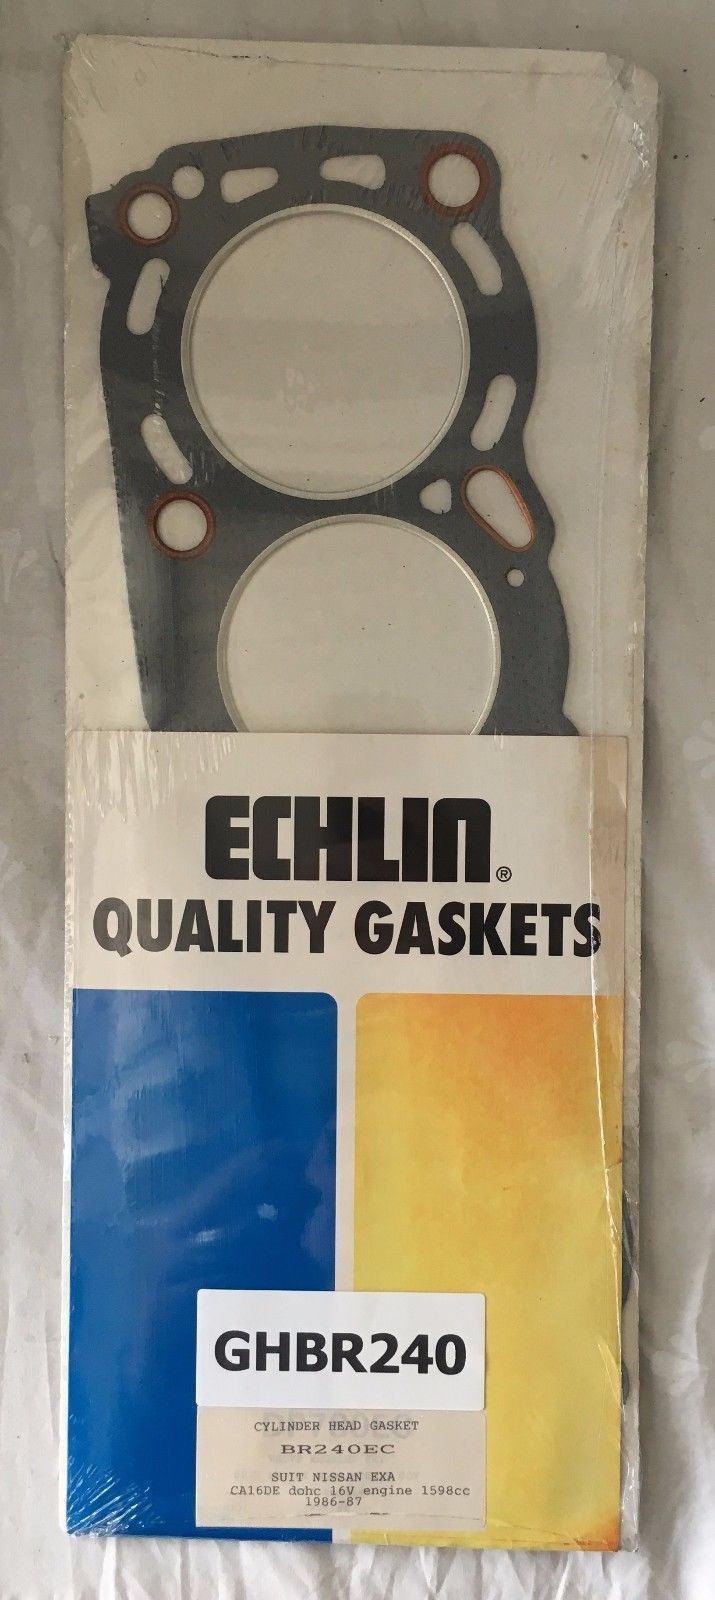 ECHLIN®
QUALITY GASKETS
GHBR240
CYLINDER HEAD GASKET
BR240EC
SUIT NISSAN EXA
CA16DE dohc 16V engine 1598cc
1986-87